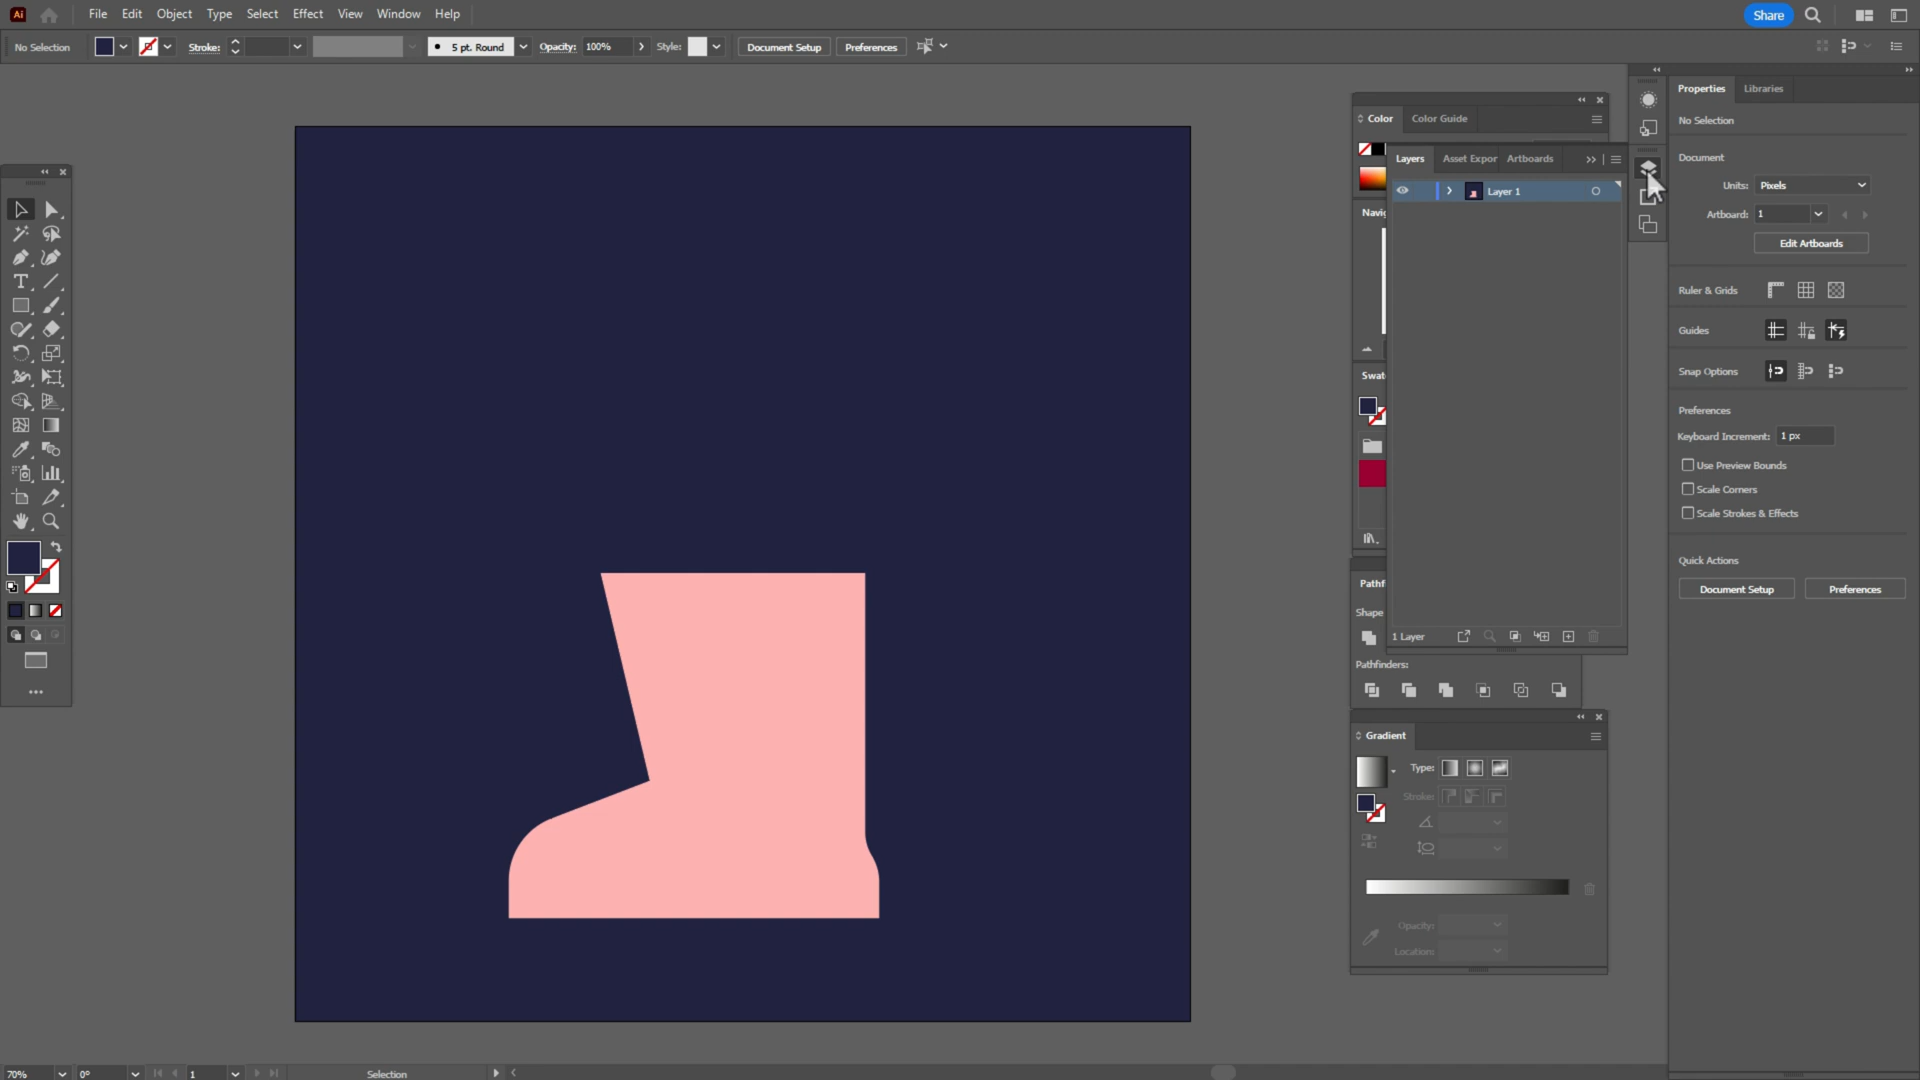 Ai File Edit Object Type Select Effect View Window Help Share
No Selection Stroke: 5 pt. Round Opacity: 100% Style: Document Setup Preferences
Properties Libraries
No Selection
Document
Units: Pixels
Artboard: 1
Edit Artboards
Ruler & Grids
Guides
Snap Options
Preferences
Keyboard Increment: 1 px
Use Preview Bounds
Scale Corners
Scale Strokes & Effects
Quick Actions
Document Setup Preferences
Color Color Guide
Layers Asset Expor Artboards
Layer 1
Navig
Swat
Pathf
Shape
1 Layer
Pathfinders:
Gradient
Type:
Stroke:
Opacity:
Location:
T
70% 0° 1 Selection